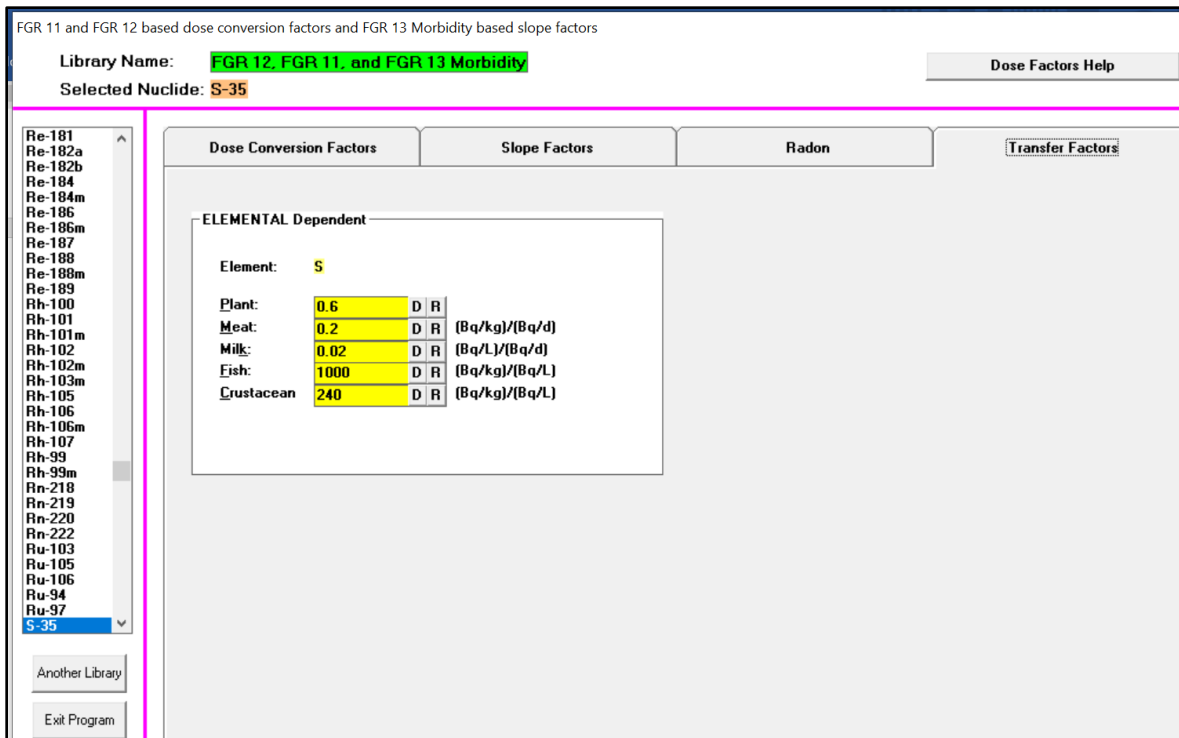 FGR 11 and FGR 12 based dose conversion factors and FGR 13 Morbidity based slope factors
Library Name: FGR 12, FGR 11, and FGR 13 Morbidity
Dose Factors Help
Selected Nuclide: S-35
Re-181
Re-182a
Re-182b
Re-184
Re-184m
Re-186
Re-186m
Re-187
Re-188
Re-188m
Re-189
Rh-100
Rh-101
Rh-101m
Rh-102
Rh-102m
Rh-103m
Rh-105
Rh-106
Rh-106m
Rh-107
Rh-99
Rh-99m
Rn-218
Rn-219
Rn-220
Rn-222
Ru-103
Ru-105
Ru-106
Ru-94
Ru-97
S-35
Another Library
Exit Program
Dose Conversion Factors Slope Factors Radon Transfer Factors
ELEMENTAL Dependent
Element: S
Plant: 0.6 D R
Meat: 0.2 D R (Bq/kg)/(Bq/d)
Milk: 0.02 D R (Bq/L)/(Bq/d)
Fish: 1000 D R (Bq/kg)/(Bq/L)
Crustacean 240 D R (Bq/kg)/(Bq/L)